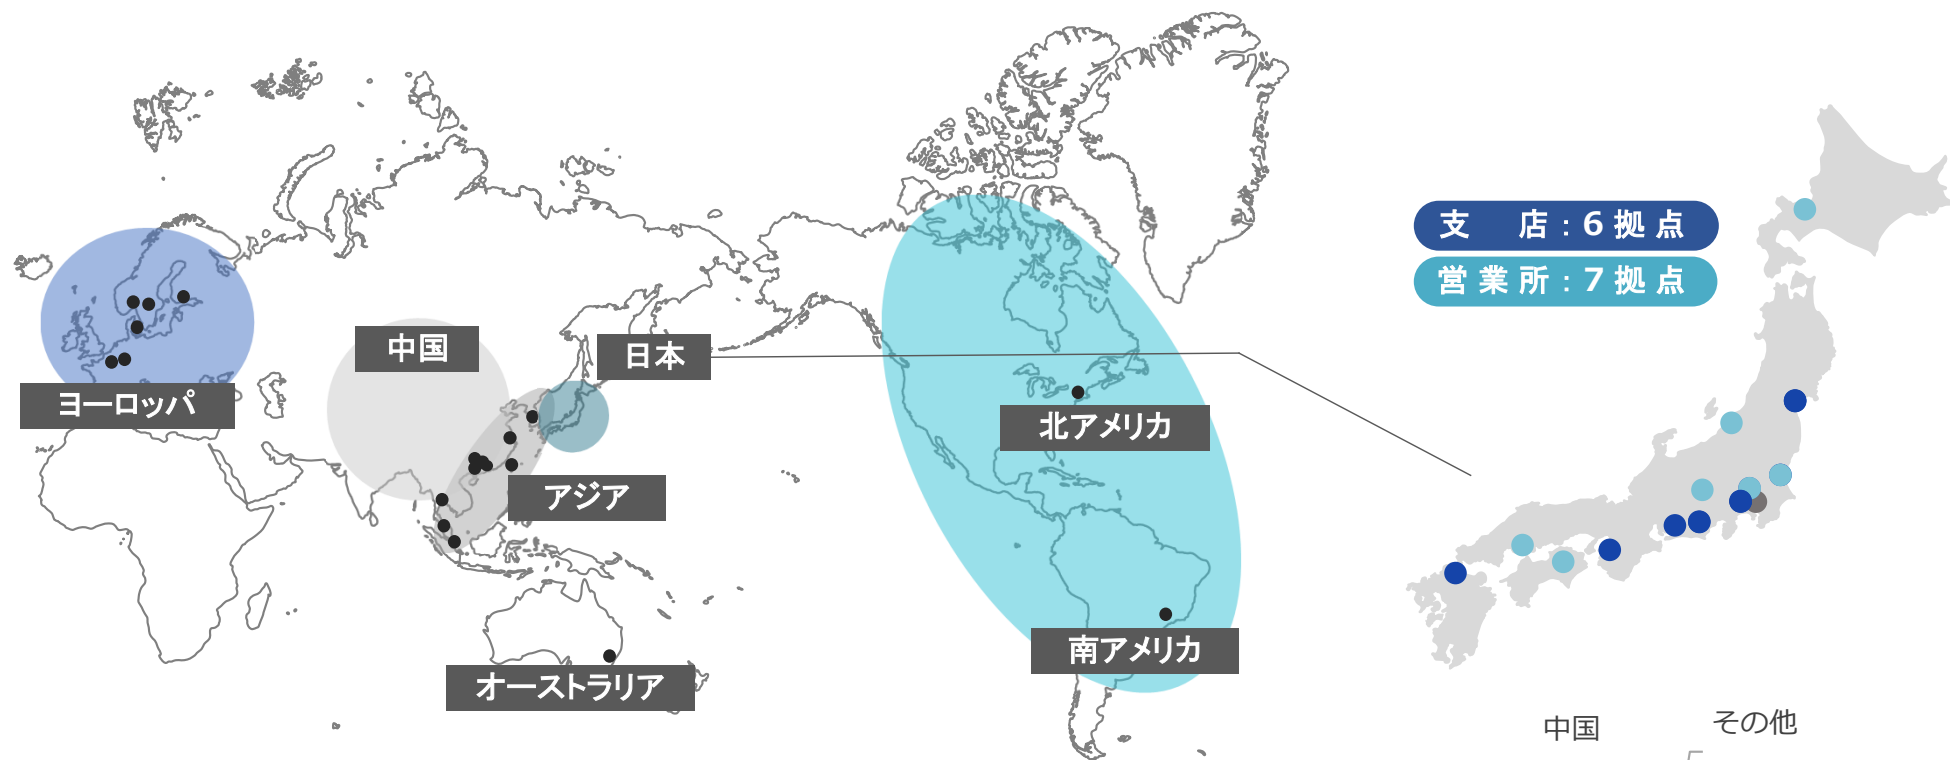 支 店：6 拠 点
営 業 所：7 拠 点
中国
日本
ヨーロッパ
北アメリカ
アジア
南アメリカ
オーストラリア
中国
その他